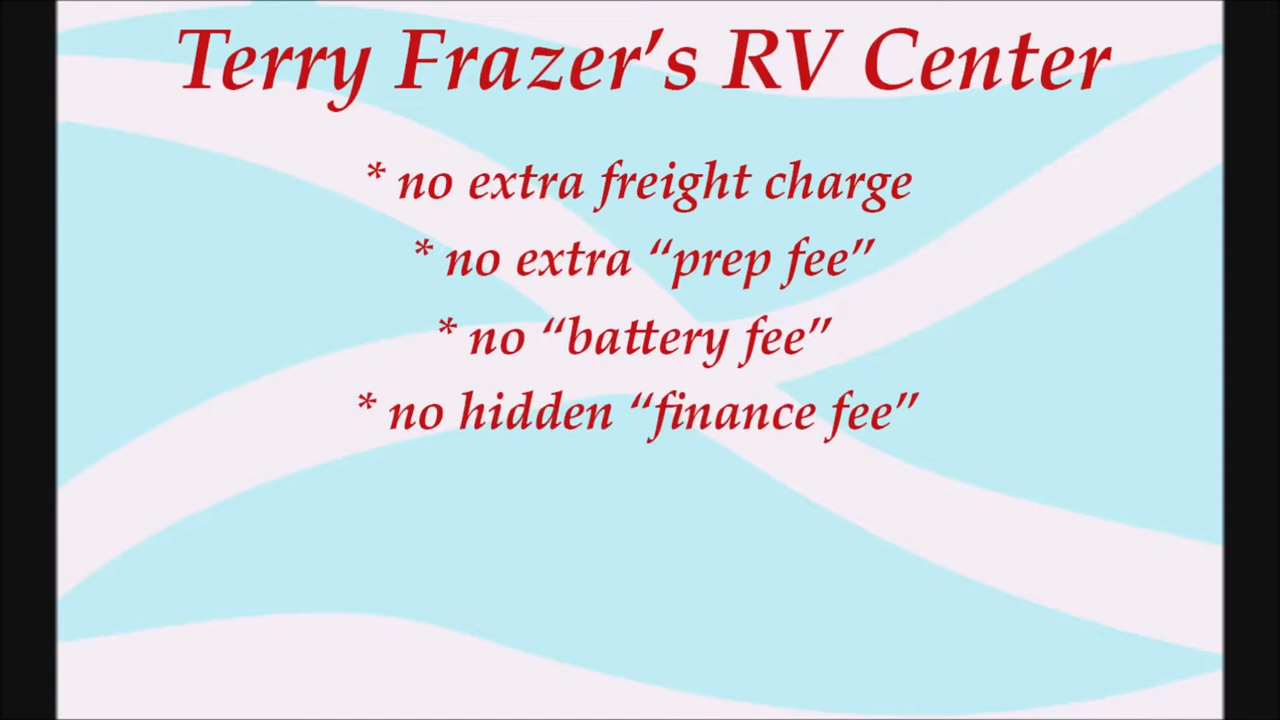 Terry Frazer’s RV Center
* no extra freight charge
* no extra “prep fee”
* no “battery fee”
* no hidden “finance fee”